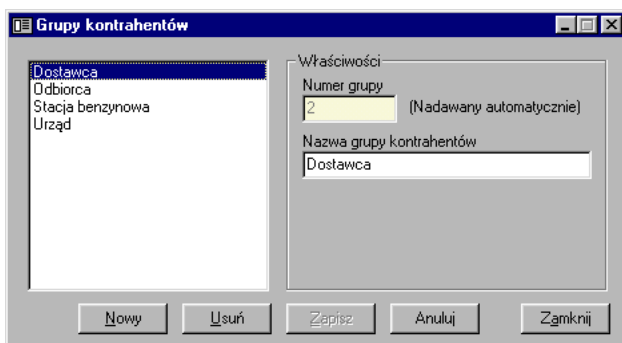 Grupy kontrahentów
Dostawca
Odbiorca
Stacja benzynowa
Urząd
Właściwości
Numer grupy
2 (Nadawany automatycznie)
Nazwa grupy kontrahentów
Dostawca
Nowy Usuń Zapisz Anuluj Zamknij